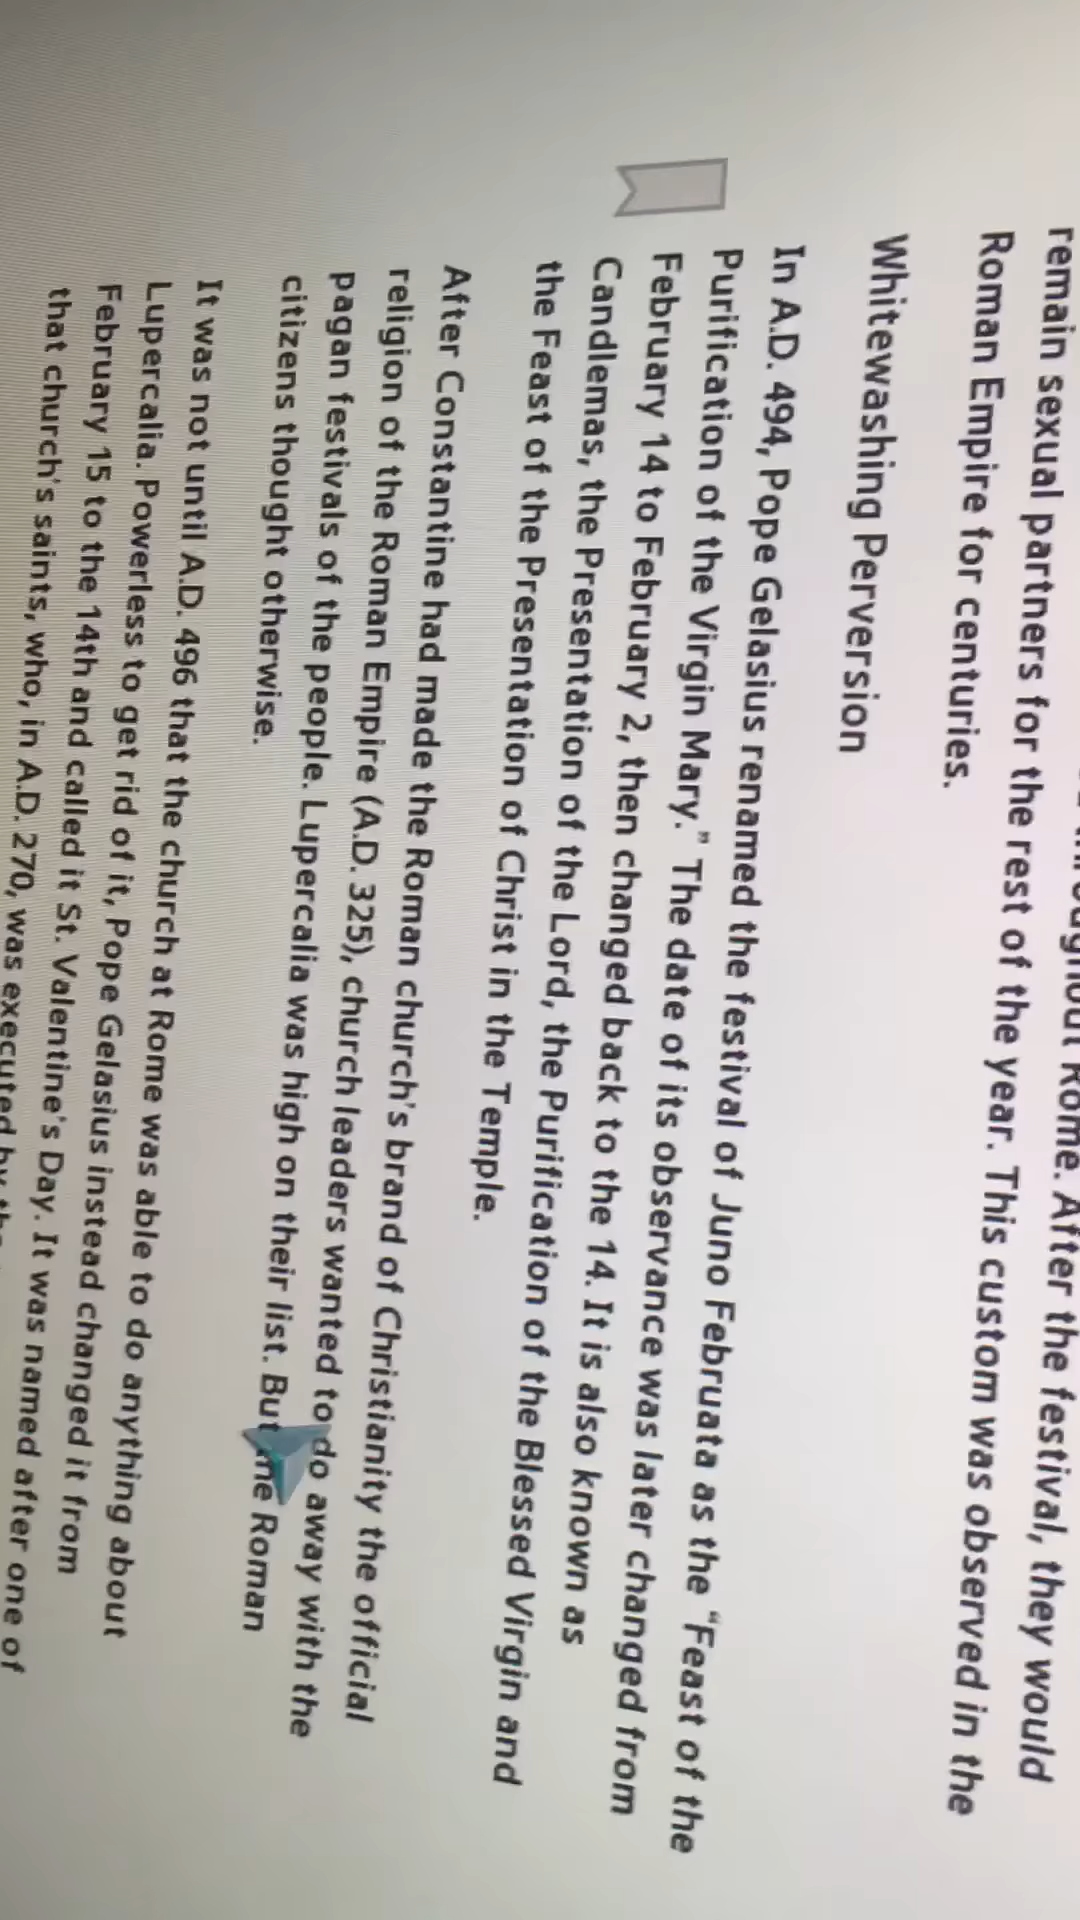 Rome. After the festival, they would
remain sexual partners for the rest of the year. This custom was observed in the
Roman Empire for centuries.
Whitewashing Perversion
In A.D. 494, Pope Gelasius renamed the festival of Juno Februata as the “Feast of the
Purification of the Virgin Mary.” The date of its observance was later changed from
February 14 to February 2, then changed back to the 14. It is also known as
Candlemas, the Presentation of the Lord, the Purification of the Blessed Virgin and
the Feast of the Presentation of Christ in the Temple.
After Constantine had made the Roman church’s brand of Christianity the official
religion of the Roman Empire (A.D. 325), church leaders wanted to do away with the
pagan festivals of the people. Lupercalia was high on their list. But the Roman
citizens thought otherwise.
It was not until A.D. 496 that the church at Rome was able to do anything about
Lupercalia. Powerless to get rid of it, Pope Gelasius instead changed it from
February 15 to the 14th and called it St. Valentine’s Day. It was named after one of
that church’s saints, who, in A.D. 270, was executed by the